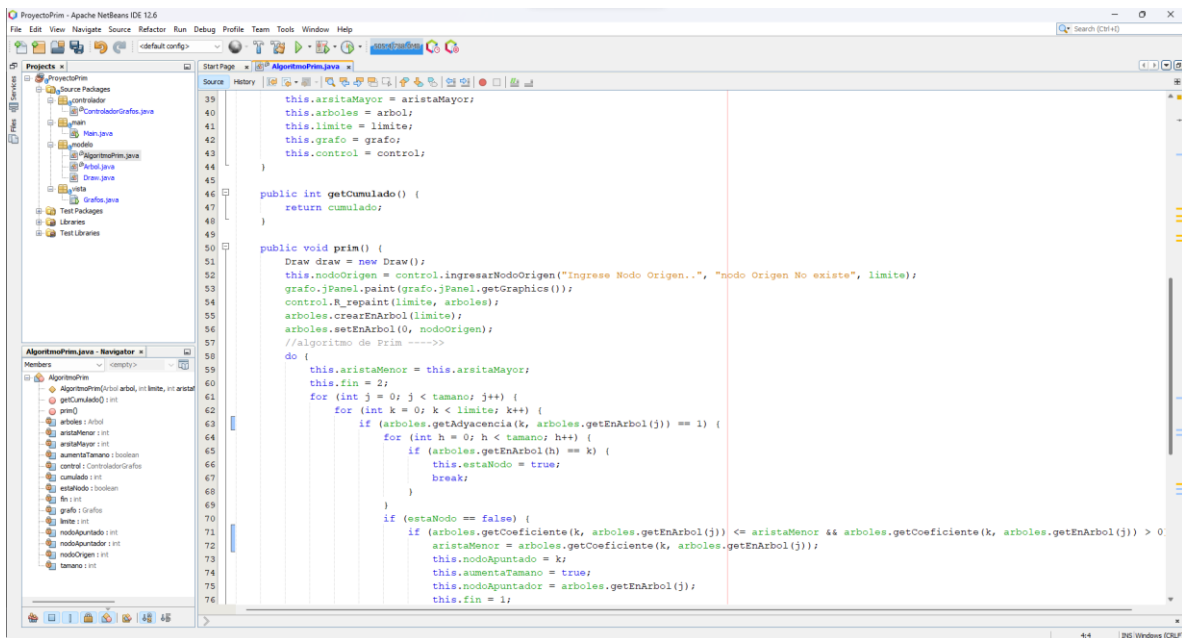 ProyectoPrim - Apache NetBeans IDE 12.6
File Edit View Navigate Source Refactor Run Debug Profile Team Tools Window Help
Search (Ctrl+I)
<default config>
Projects
ProyectoPrim
Source Packages
controlador
ControladorGrafos.java
main
Main.java
modelo
AlgoritmoPrim.java
Arbol.java
Draw.java
vista
Grafos.java
Test Packages
Libraries
Test Libraries
Services
Files
AlgoritmoPrim.java - Navigator
Members <empty>
AlgoritmoPrim
AlgoritmoPrim(Arbol arbol, int limite, int aristaM
getCumulado() : int
prim()
arboles : Arbol
aristaMenor : int
arsitaMayor : int
aumentaTamano : boolean
control : ControladorGrafos
cumulado : int
estaNodo : boolean
fin : int
grafo : Grafos
limite : int
nodoApuntado : int
nodoApuntador : int
nodoOrigen : int
tamano : int
Start Page AlgoritmoPrim.java
Source History
39 this.arsitaMayor = aristaMayor;
40 this.arboles = arbol;
41 this.limite = limite;
42 this.grafo = grafo;
43 this.control = control;
44 }
45
46 public int getCumulado() {
47 return cumulado;
48 }
49
50 public void prim() {
51 Draw draw = new Draw();
52 this.nodoOrigen = control.ingresarNodoOrigen("Ingrese Nodo Origen..", "nodo Origen No existe", limite);
53 grafo.jPanel.paint(grafo.jPanel.getGraphics());
54 control.R_repaint(limite, arboles);
55 arboles.crearEnArbol(limite);
56 arboles.setEnArbol(0, nodoOrigen);
57 //algoritmo de Prim ---->>
58 do {
59 this.aristaMenor = this.arsitaMayor;
60 this.fin = 2;
61 for (int j = 0; j < tamano; j++) {
62 for (int k = 0; k < limite; k++) {
63 if (arboles.getAdyacencia(k, arboles.getEnArbol(j)) == 1) {
64 for (int h = 0; h < tamano; h++) {
65 if (arboles.getEnArbol(h) == k) {
66 this.estaNodo = true;
67 break;
68 }
69 }
70 if (estaNodo == false) {
71 if (arboles.getCoeficiente(k, arboles.getEnArbol(j)) <= aristaMenor && arboles.getCoeficiente(k, arboles.getEnArbol(j)) > 0
72 aristaMenor = arboles.getCoeficiente(k, arboles.getEnArbol(j));
73 this.nodoApuntado = k;
74 this.aumentaTamano = true;
75 this.nodoApuntador = arboles.getEnArbol(j);
76 this.fin = 1;
4:4 INS Windows (CRLF